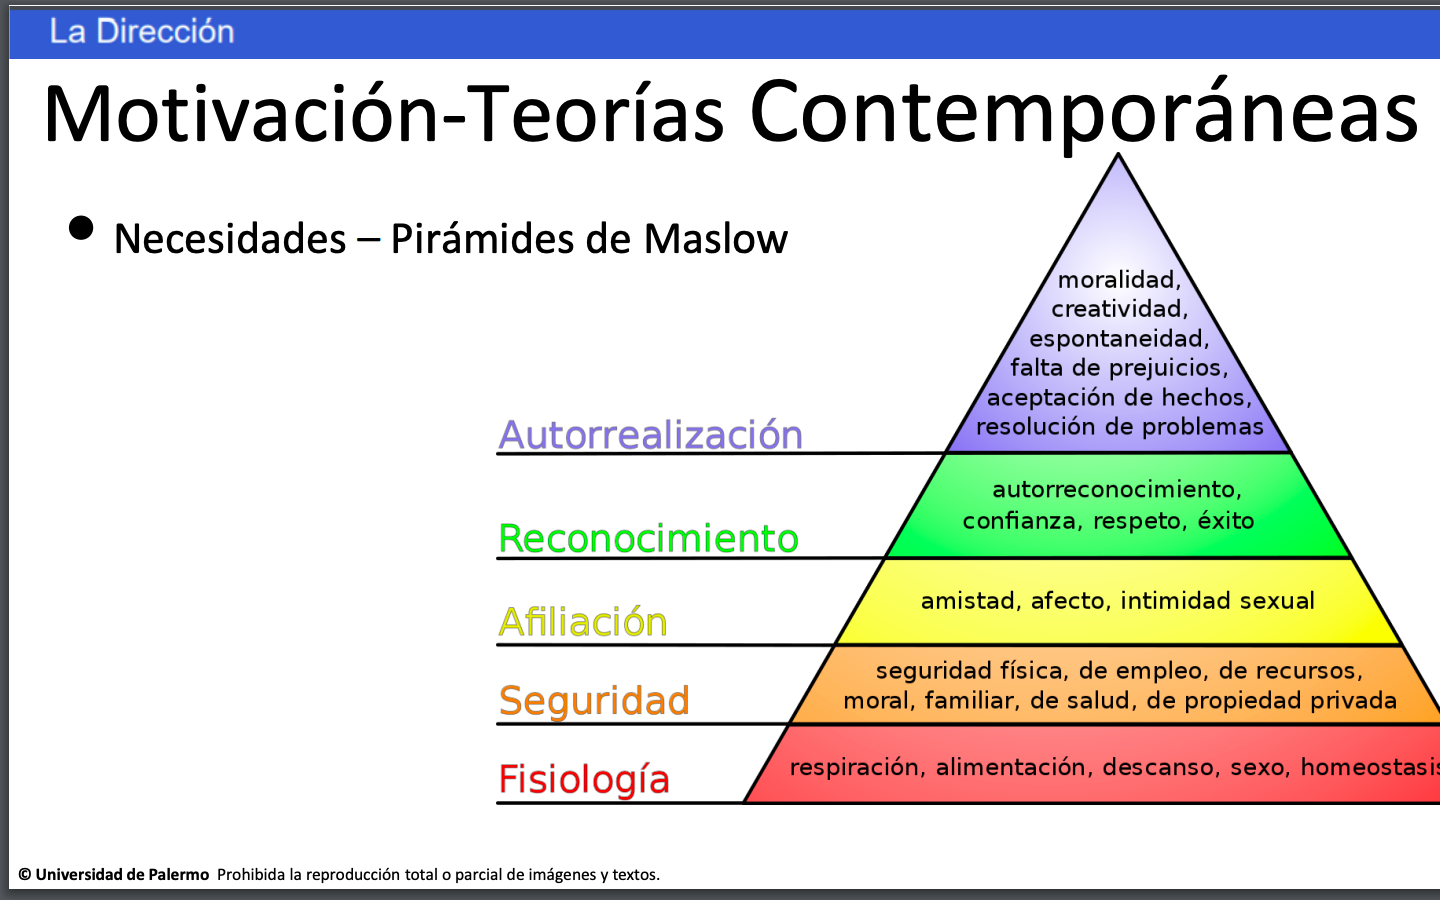 La Dirección
Motivación-Teorías Contemporáneas
• Necesidades – Pirámides de Maslow
moralidad,
creatividad,
espontaneidad,
falta de prejuicios,
aceptación de hechos,
resolución de problemas
Autorrealización
autorreconocimiento,
confianza, respeto, éxito
Reconocimiento
amistad, afecto, intimidad sexual
Afiliación
seguridad física, de empleo, de recursos,
moral, familiar, de salud, de propiedad privada
Seguridad
respiración, alimentación, descanso, sexo, homeostasis
Fisiología
© Universidad de Palermo Prohibida la reproducción total o parcial de imágenes y textos.